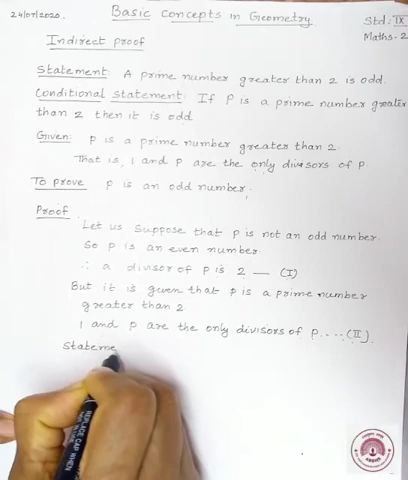 24/07/2020.
Basic Concepts in Geometry.
Std: IX
Maths-2
Indirect proof
Statement: A prime number greater than 2 is odd.
Conditional statement: If P is a prime number greater
than 2 then it is odd
Given: P is a prime number greater than 2.
That is, 1 and P are the only divisors of P.
To prove P is an odd number.
Proof
Let us suppose that P is not an odd number.
So P is an even number.
∴ a divisor of P is 2 — (I)
But it is given that P is a prime number
greater than 2
1 and P are the only divisors of P....(II).
Stateme
REPLACE CAP WHEN